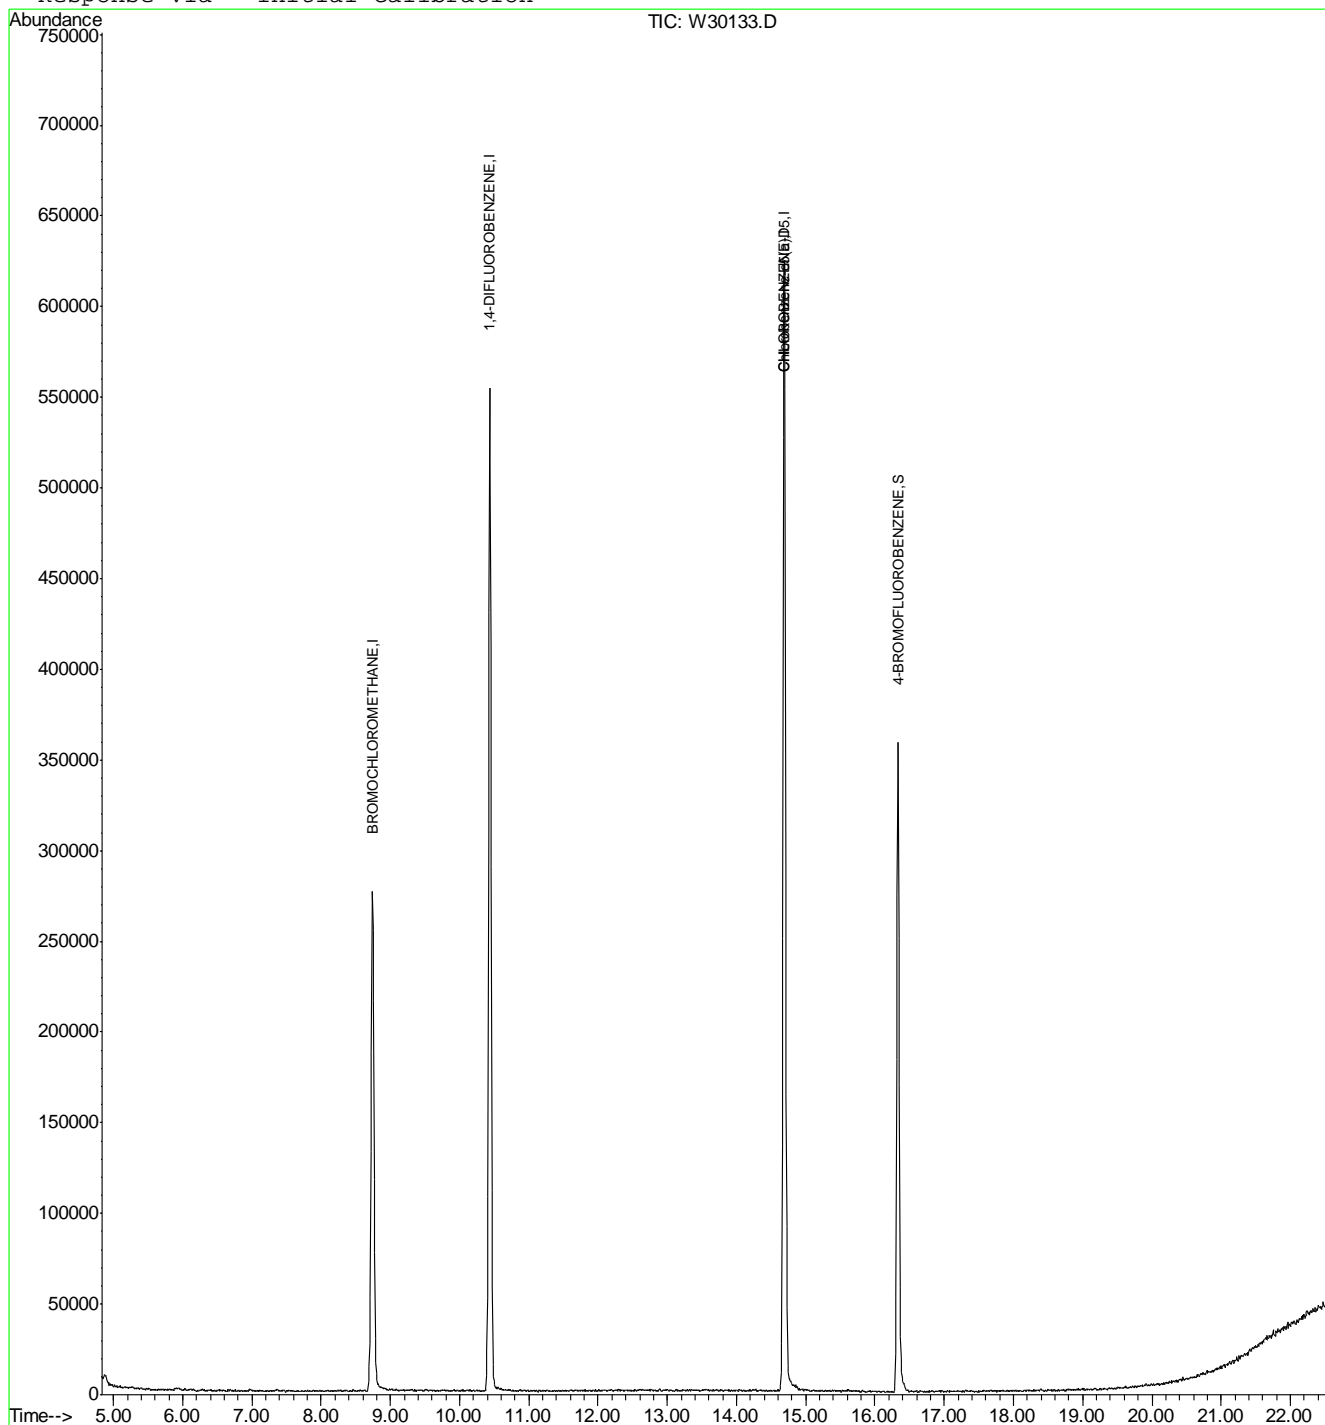 Response via Initial Calibration
Abundance
TIC: W30133.D
750000
700000
650000
600000
550000
500000
450000
400000
350000
300000
250000
200000
150000
100000
50000
0
BROMOCHLOROMETHANE,I
1,4-DIFLUOROBENZENE,I
4-BROMOFLUOROBENZENE,S
Time-->
5.00 6.00 7.00 8.00 9.00 10.00 11.00 12.00 13.00 14.00 15.00 16.00 17.00 18.00 19.00 20.00 21.00 22.00